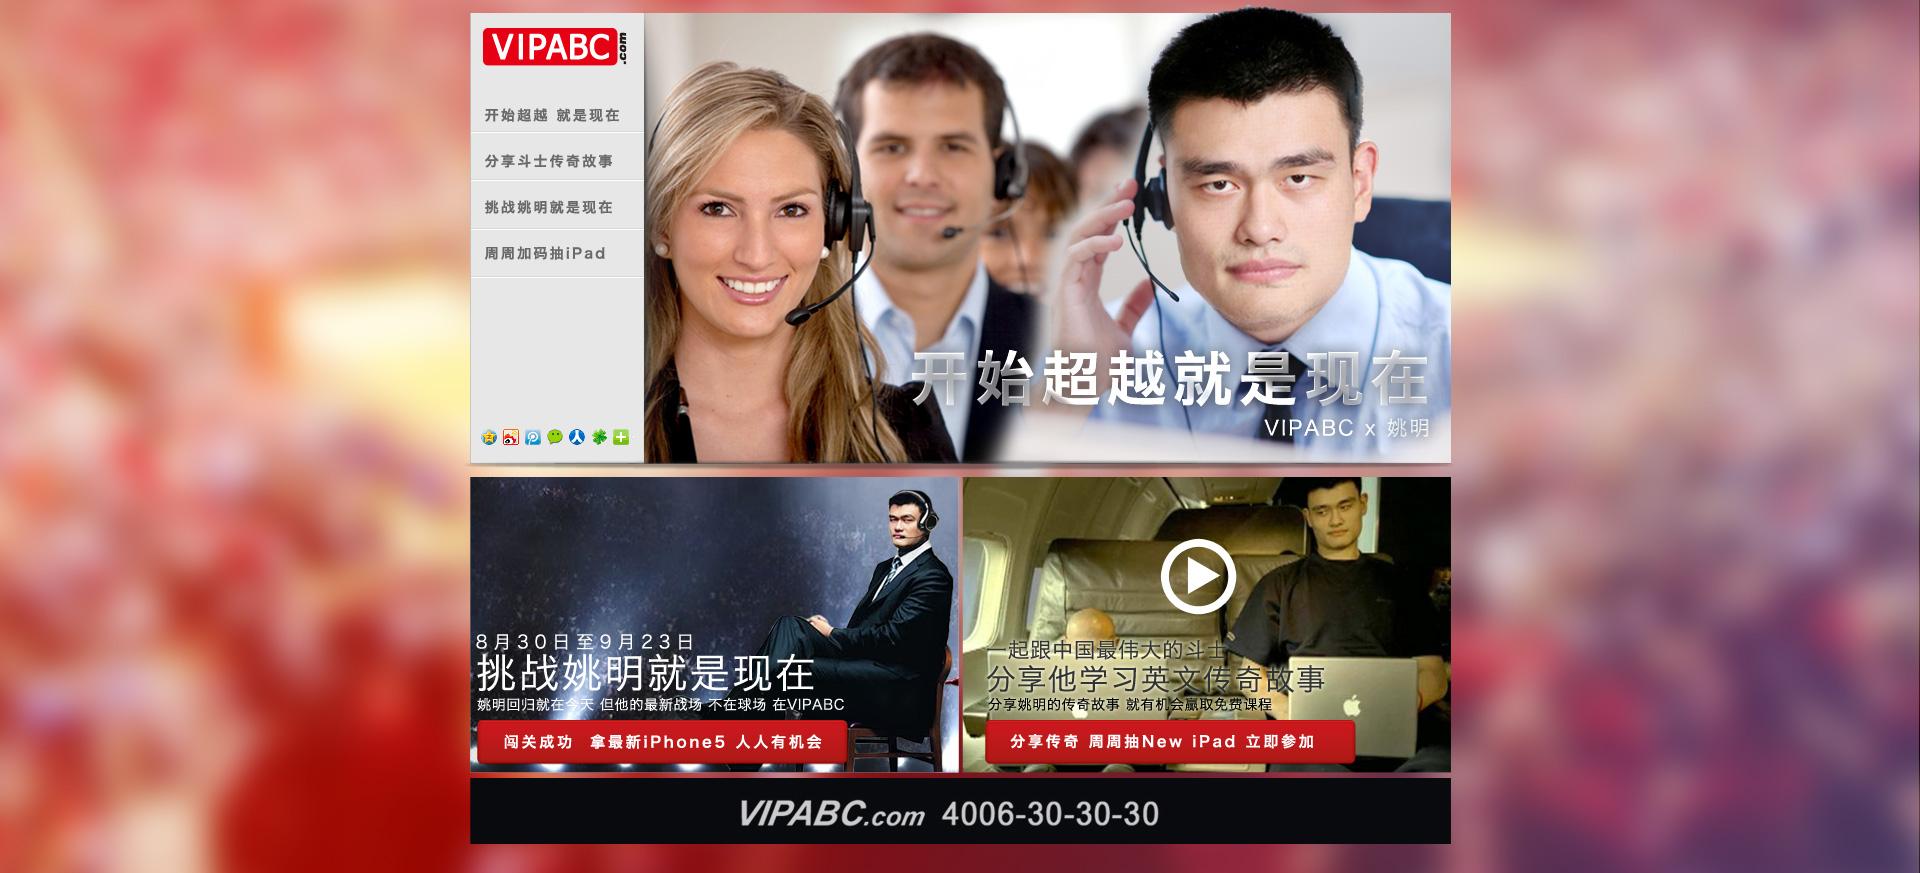 VIPABC.com
开始超越 就是现在
分享斗士传奇故事
挑战姚明就是现在
周周加码抽iPad
开始超越就是现在
VIPABC x 姚明
8月30日至9月23日
挑战姚明就是现在
姚明回归就在今天 但他的最新战场 不在球场 在VIPABC
闯关成功 拿最新iPhone5 人人有机会
一起跟中国最伟大的斗士
分享他学习英文传奇故事
分享姚明的传奇故事 就有机会赢取免费课程
分享传奇 周周抽New iPad 立即参加
VIPABC.com 4006-30-30-30